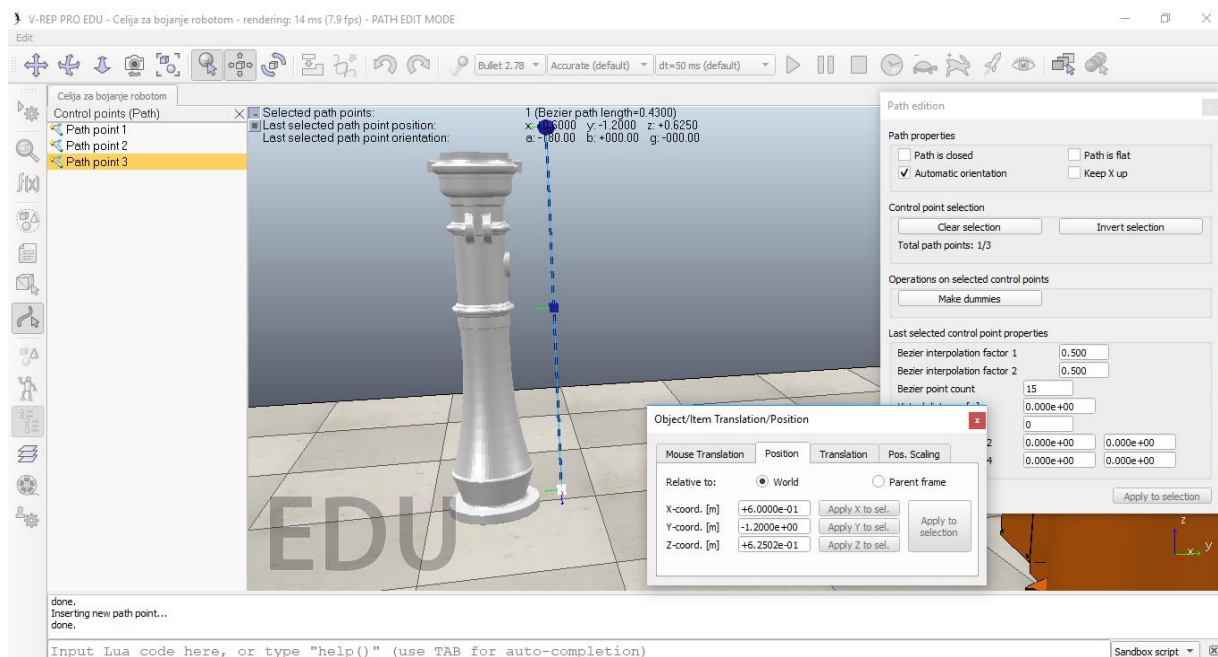 V-REP PRO EDU - Celija za bojanje robotom - rendering: 14 ms (7.9 fps) - PATH EDIT MODE
Edit
Bullet 2.78
Accurate (default)
dt=50 ms (default)
f(x)
Celija za bojanje robotom
Control points (Path)
Path point 1
Path point 2
Path point 3
Selected path points: 1 (Bezier path length=0.4300)
Last selected path point position: y:-1.2000 z: +0.6250
Last selected path point orientation: b: +000.00 g: -000.00
EDU
Path edition
Path properties
Path is closed
Path is flat
Automatic orientation
Keep X up
Control point selection
Clear selection
Invert selection
Total path points: 1/3
Operations on selected control points
Make dummies
Last selected control point properties
Bezier interpolation factor 1 0.500
Bezier interpolation factor 2 0.500
Bezier point count 15
0.000e+00
0
2 0.000e+00 0.000e+00
4 0.000e+00 0.000e+00
Apply to selection
Object/Item Translation/Position
Mouse Translation
Position
Translation
Pos. Scaling
Relative to: World Parent frame
X-coord. [m] +6.0000e-01 Apply X to sel.
Y-coord. [m] -1.2000e+00 Apply Y to sel.
Z-coord. [m] +6.2502e-01 Apply Z to sel.
Apply to
selection
z
x
y
done.
Inserting new path point...
done.
Input Lua code here, or type "help()" (use TAB for auto-completion)
Sandbox script